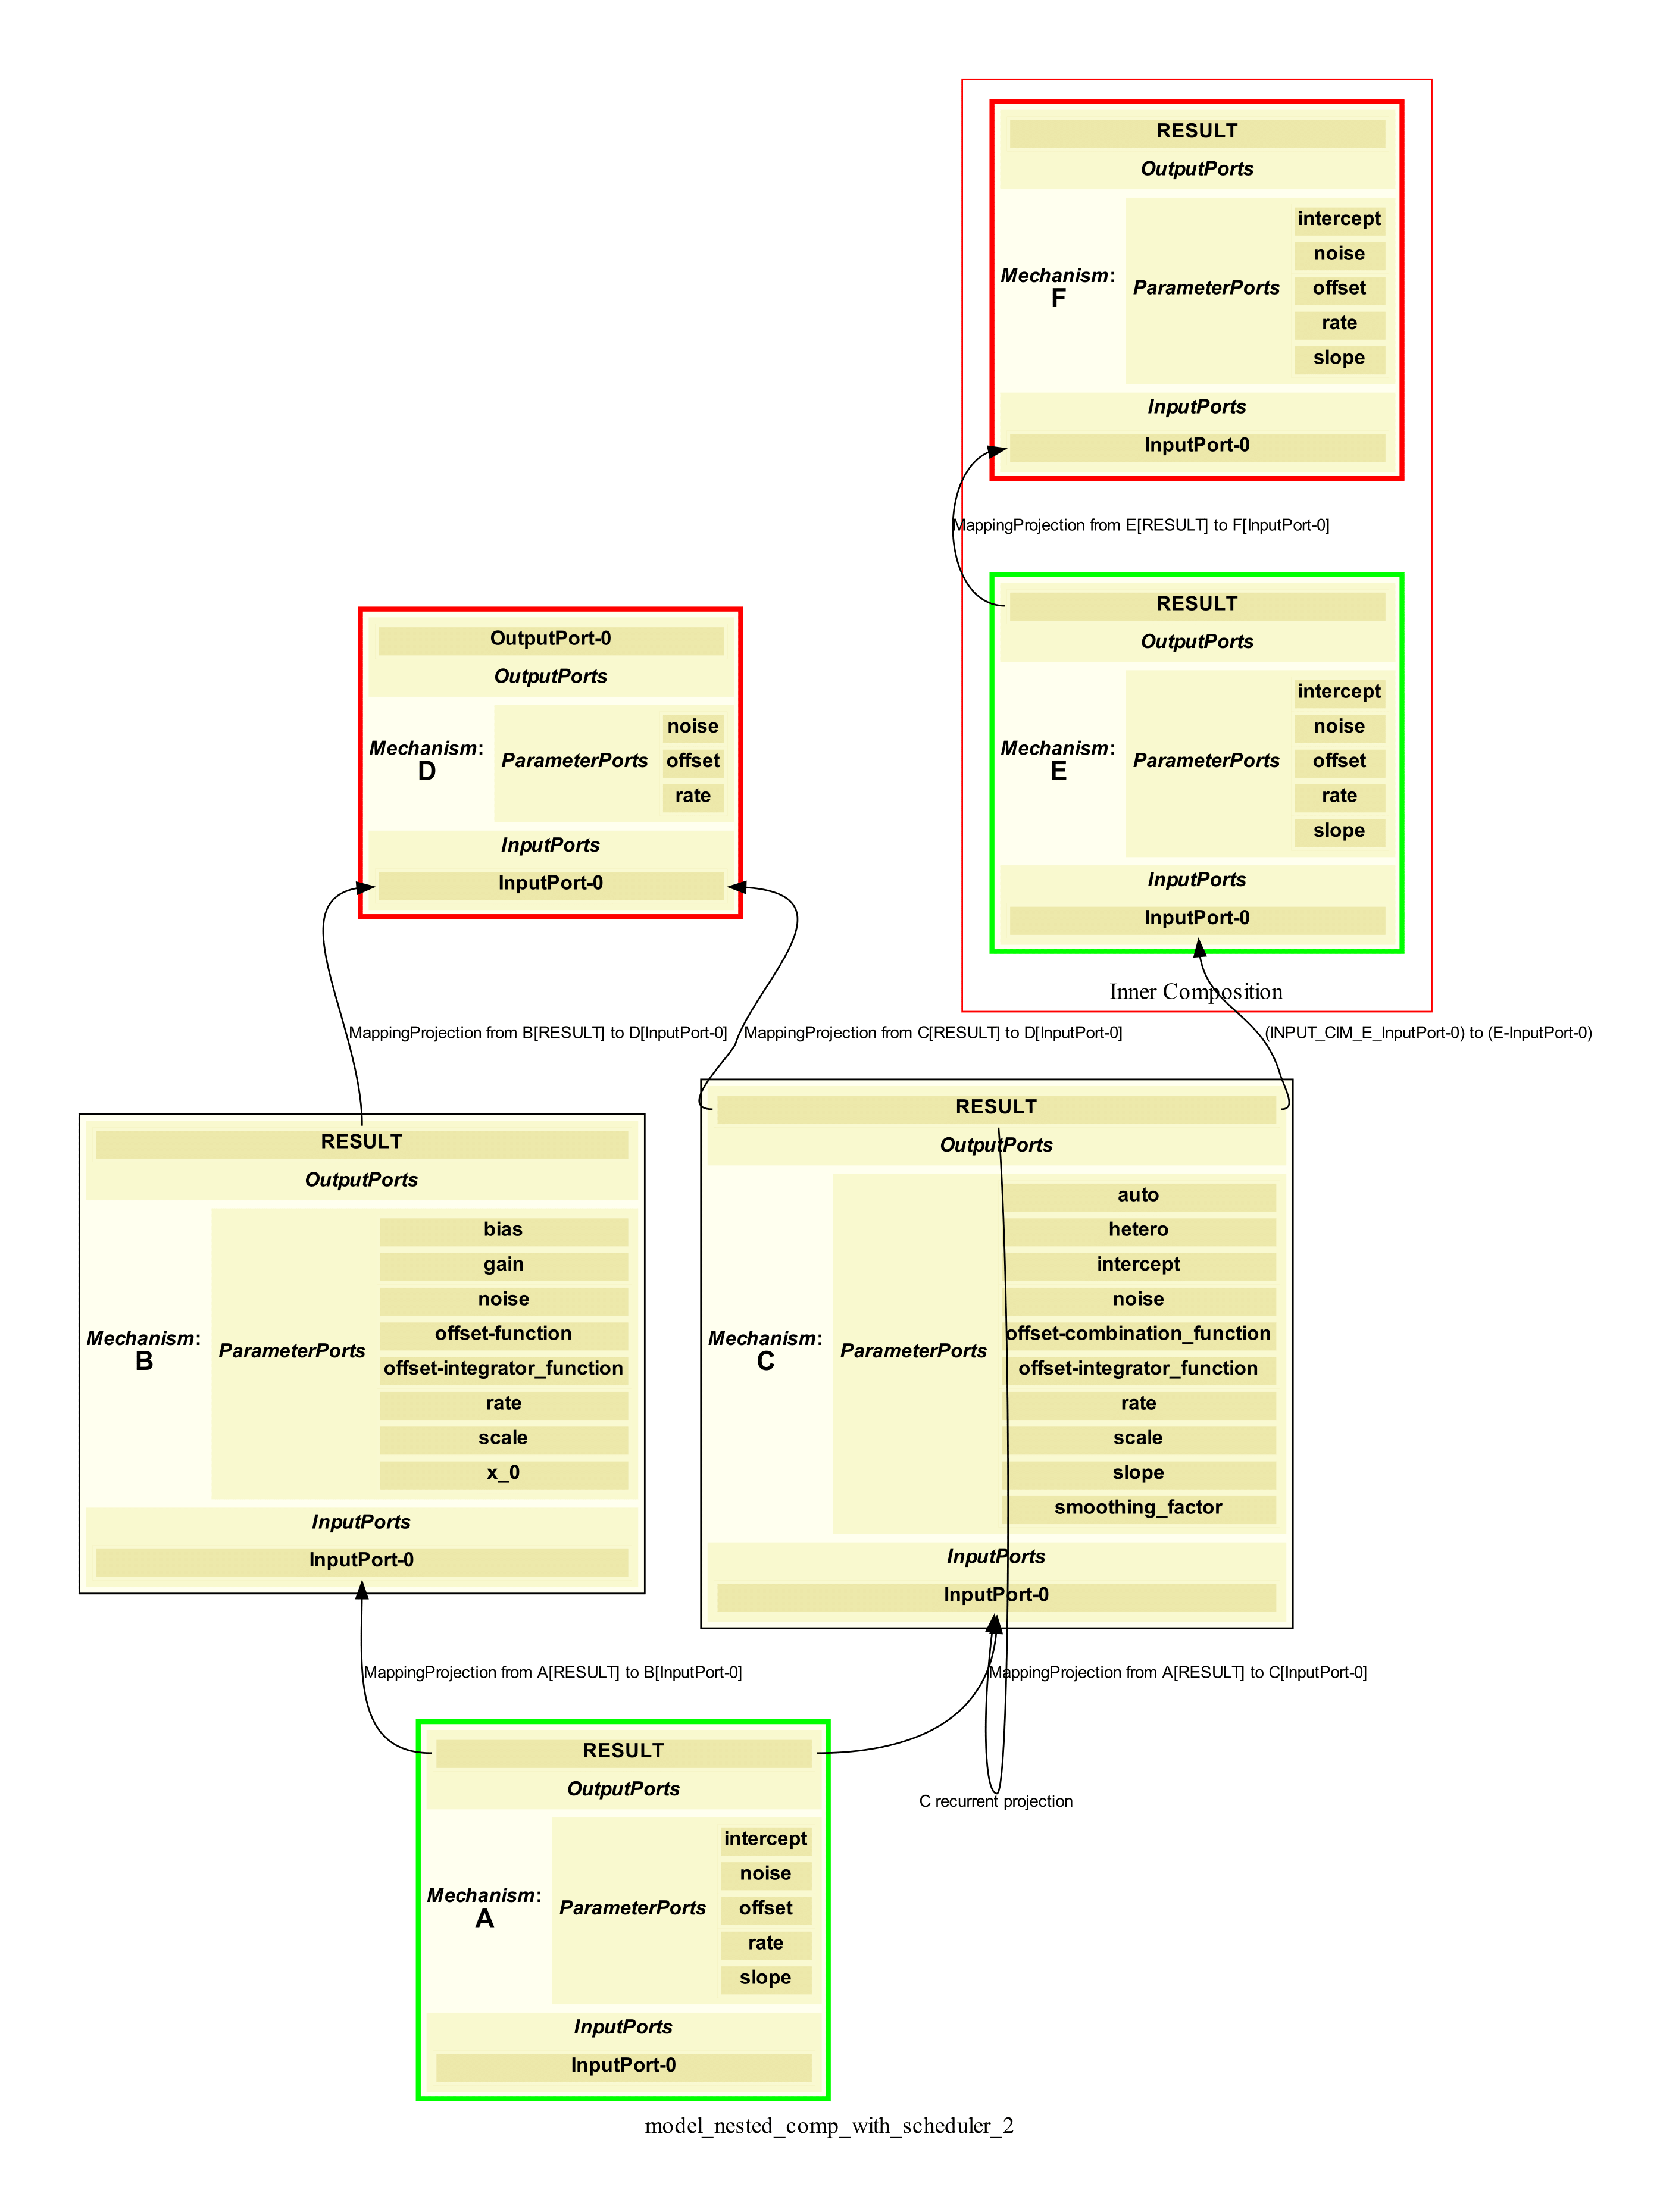 RESULT
OutputPorts
Mechanism:
F
ParameterPorts
intercept
noise
offset
rate
slope
InputPorts
InputPort-0
MappingProjection from E[RESULT] to F[InputPort-0]
RESULT
OutputPorts
Mechanism:
E
ParameterPorts
intercept
noise
offset
rate
slope
InputPorts
InputPort-0
Inner Composition
OutputPort-0
OutputPorts
Mechanism:
D
ParameterPorts
noise
offset
rate
InputPorts
InputPort-0
MappingProjection from B[RESULT] to D[InputPort-0]
MappingProjection from C[RESULT] to D[InputPort-0]
(INPUT_CIM_E_InputPort-0) to (E-InputPort-0)
RESULT
OutputPorts
Mechanism:
B
ParameterPorts
bias
gain
noise
offset-function
offset-integrator_function
rate
scale
x_0
InputPorts
InputPort-0
RESULT
OutputPorts
Mechanism:
C
ParameterPorts
auto
hetero
intercept
noise
offset-combination_function
offset-integrator_function
rate
scale
slope
smoothing_factor
InputPorts
InputPort-0
MappingProjection from A[RESULT] to B[InputPort-0]
MappingProjection from A[RESULT] to C[InputPort-0]
C recurrent projection
RESULT
OutputPorts
Mechanism:
A
ParameterPorts
intercept
noise
offset
rate
slope
InputPorts
InputPort-0
model_nested_comp_with_scheduler_2